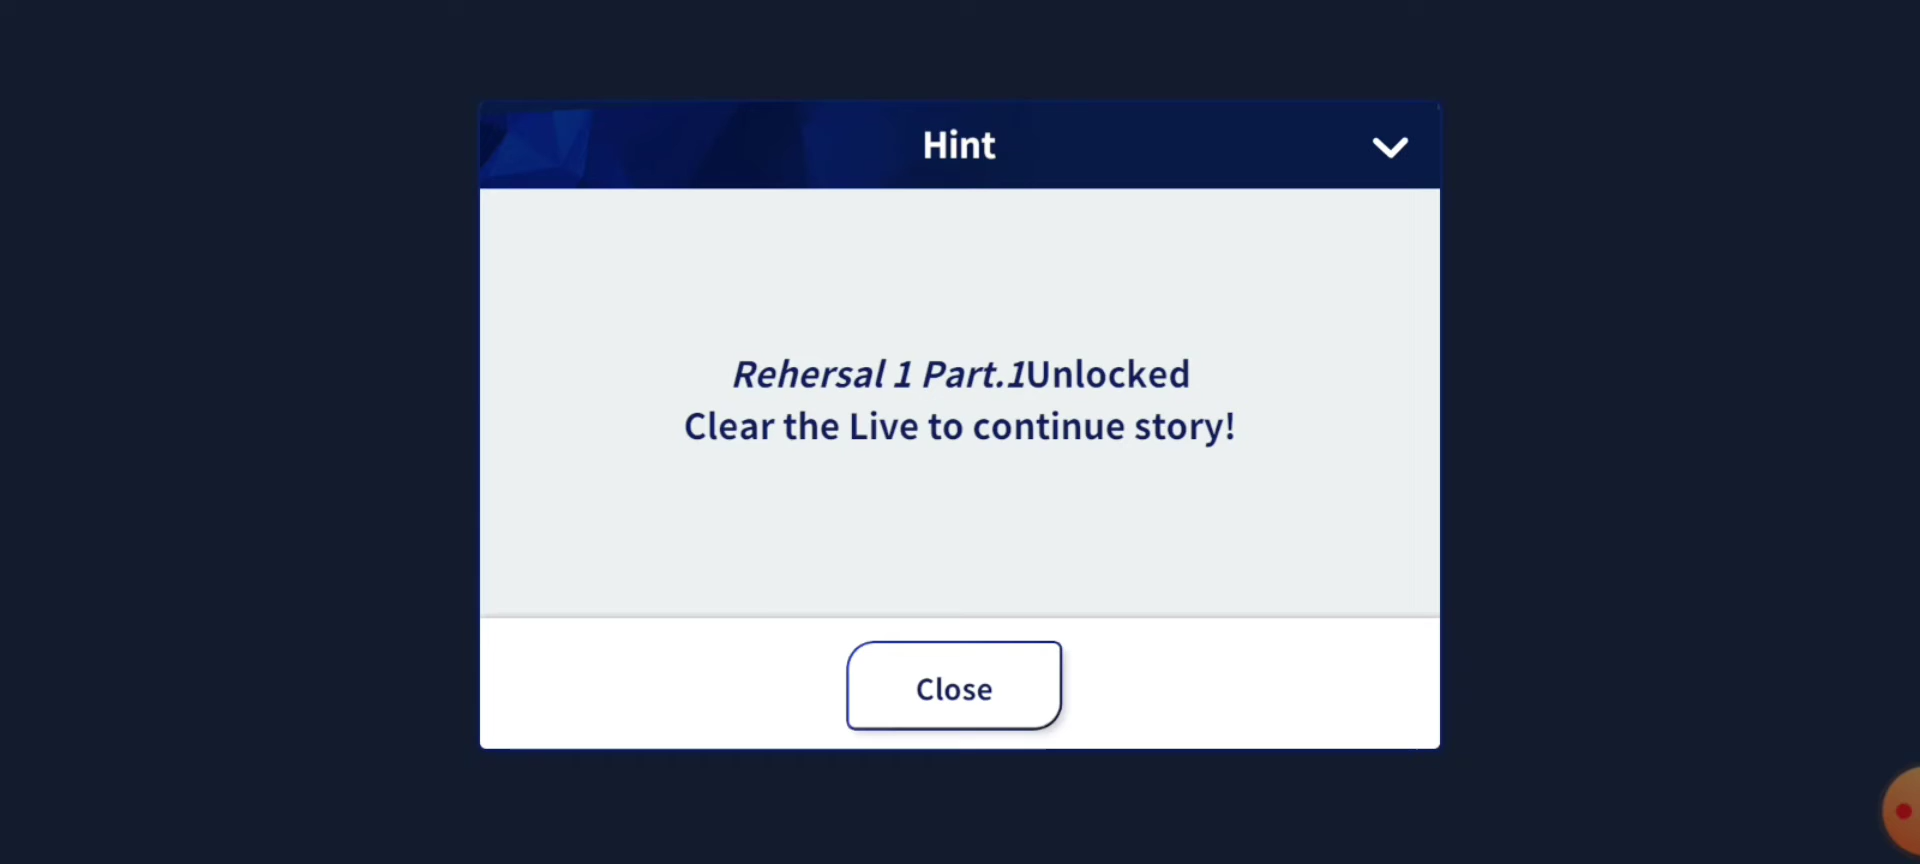 Hint
Rehersal 1 Part.1Unlocked
Clear the Live to continue story!
Close